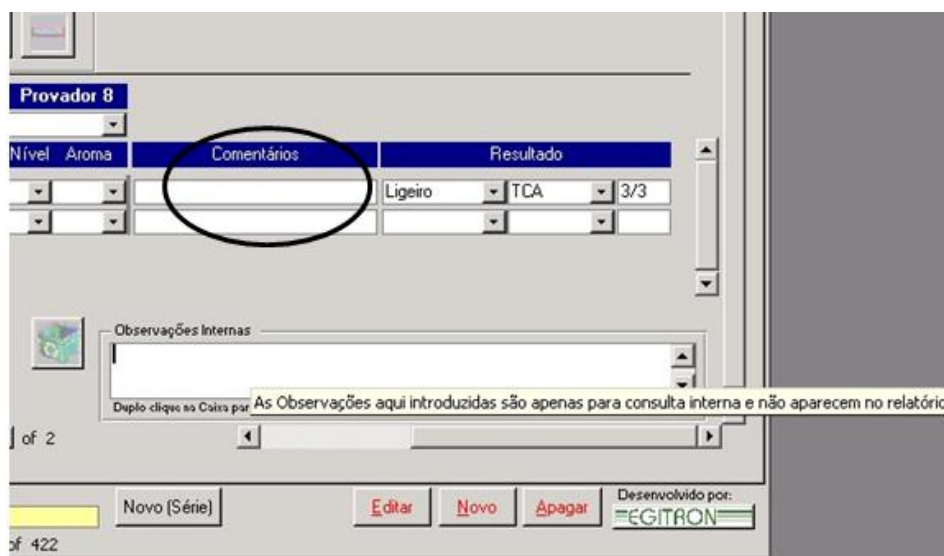 Provador 8
Nível Aroma Comentários Resultado
Ligeiro TCA 3/3
Observações Internas
Duplo clique na Caixa par
As Observações aqui introduzidas são apenas para consulta interna e não aparecem no relatório
of 2
Novo (Série) Editar Novo Apagar
Desenvolvido por:
EGITRON
of 422